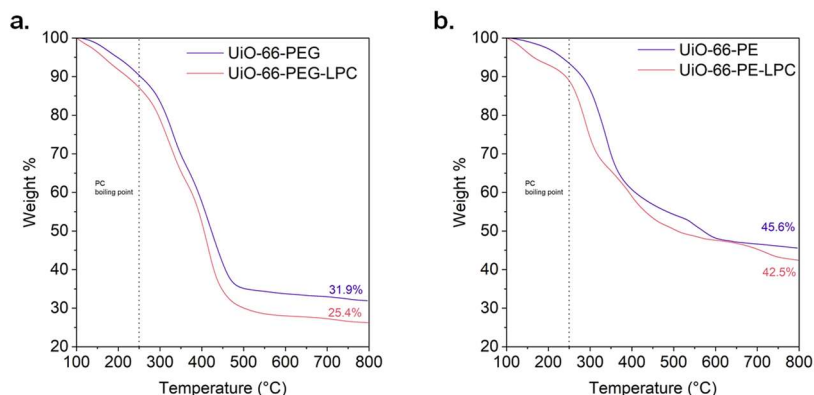 a.
UiO-66-PEG
UiO-66-PEG-LPC
100
90
80
70
60
50
40
30
20
Weight %
PC
boiling point
31.9%
25.4%
100 200 300 400 500 600 700 800
Temperature (°C)
b.
UiO-66-PE
UiO-66-PE-LPC
100
90
80
70
60
50
40
30
20
Weight %
PC
boiling point
45.6%
42.5%
100 200 300 400 500 600 700 800
Temperature (°C)